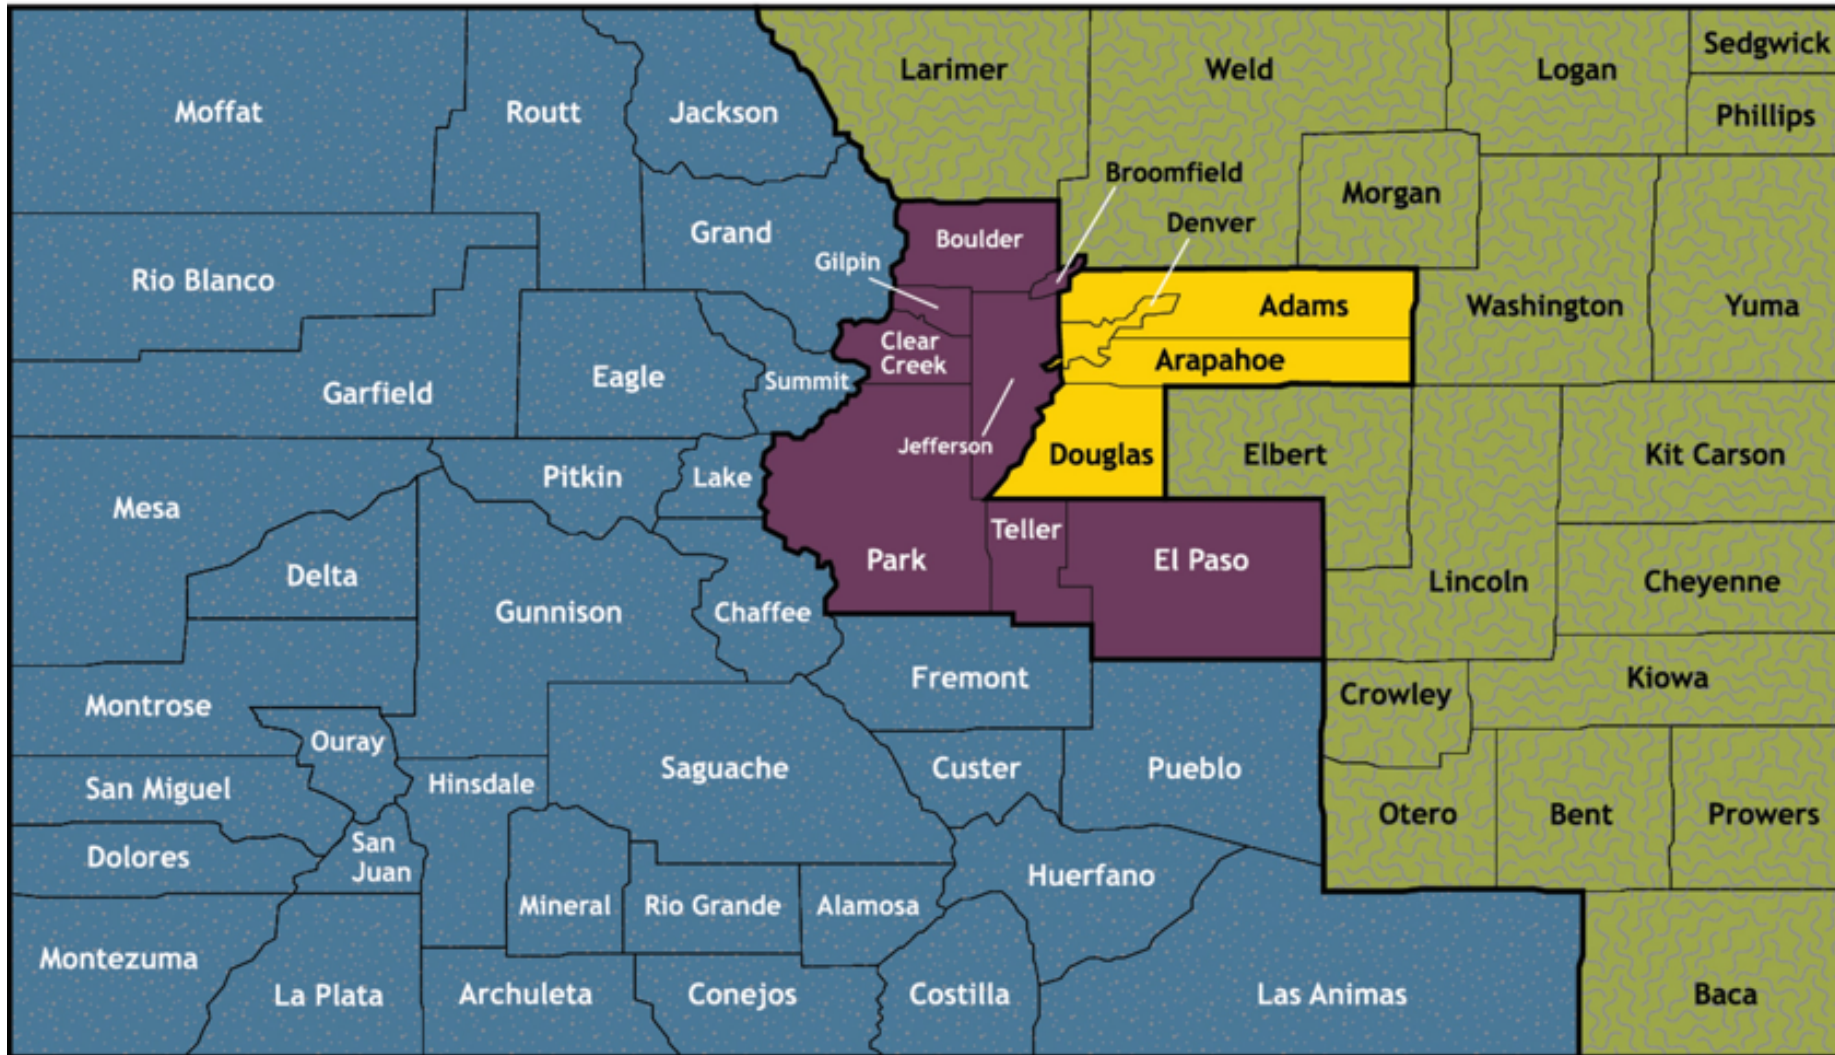 Moffat
Routt
Jackson
Larimer
Weld
Logan
Sedgwick
Phillips
Rio Blanco
Grand
Boulder
Broomfield
Denver
Morgan
Gilpin
Washington
Yuma
Adams
Arapahoe
Clear
Creek
Garfield
Eagle
Summit
Jefferson
Douglas
Elbert
Kit Carson
Mesa
Pitkin
Lake
Delta
Gunnison
Chaffee
Park
Teller
El Paso
Lincoln
Cheyenne
Montrose
Ouray
Fremont
Crowley
Kiowa
San Miguel
Hinsdale
Saguache
Custer
Pueblo
Otero
Bent
Prowers
Dolores
San
Juan
Mineral
Rio Grande
Alamosa
Huerfano
Montezuma
La Plata
Archuleta
Conejos
Costilla
Las Animas
Baca